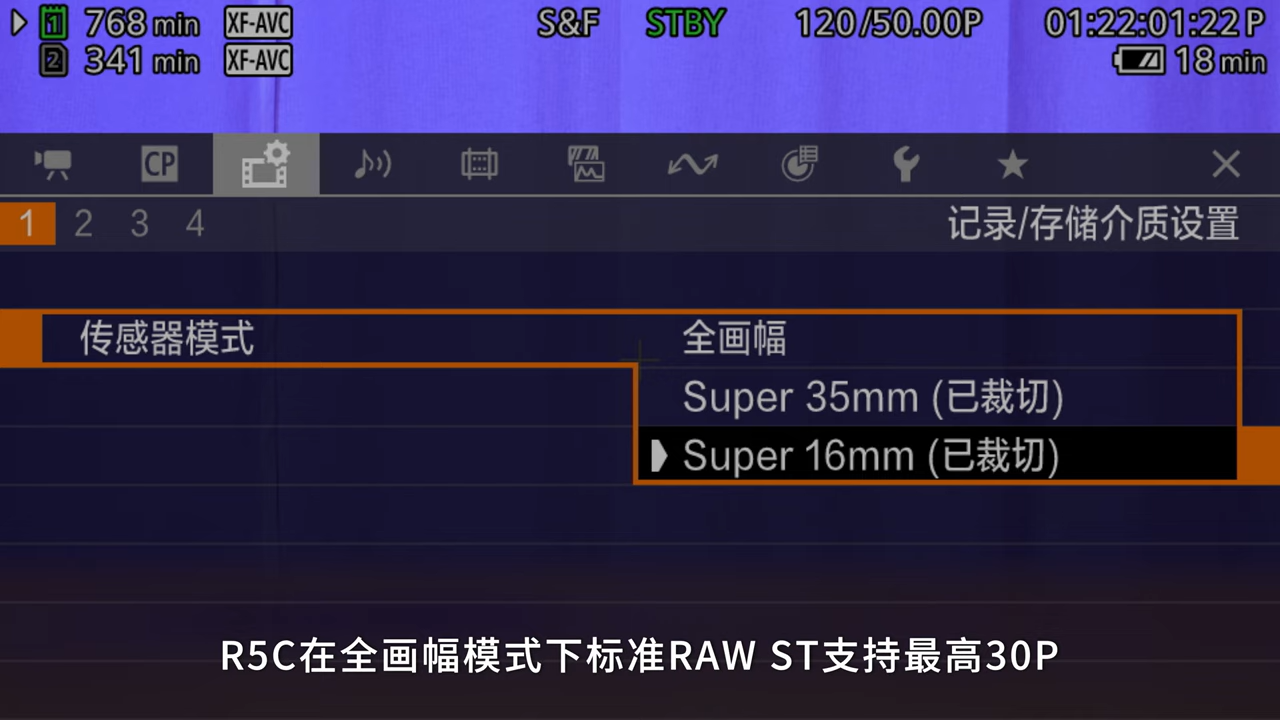 1 768 min XF-AVC S&F STBY 120/50.00P 01:22:01:22 P
2 341 min XF-AVC 18 min
CP
1 2 3 4 记录/存储介质设置
传感器模式 全画幅
Super 35mm (已裁切)
Super 16mm (已裁切)
R5C在全画幅模式下标准RAW ST支持最高30P